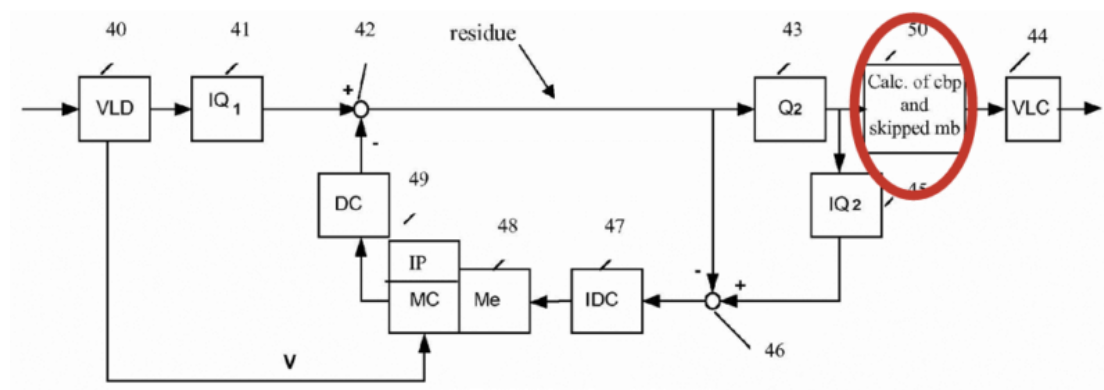 40
41
42
residue
43
50
44
VLD
IQ1
+
-
Q2
Calc. of cbp
and
skipped mb
VLC
DC
49
IQ2
45
IP
MC
48
Me
47
IDC
-
+
46
V